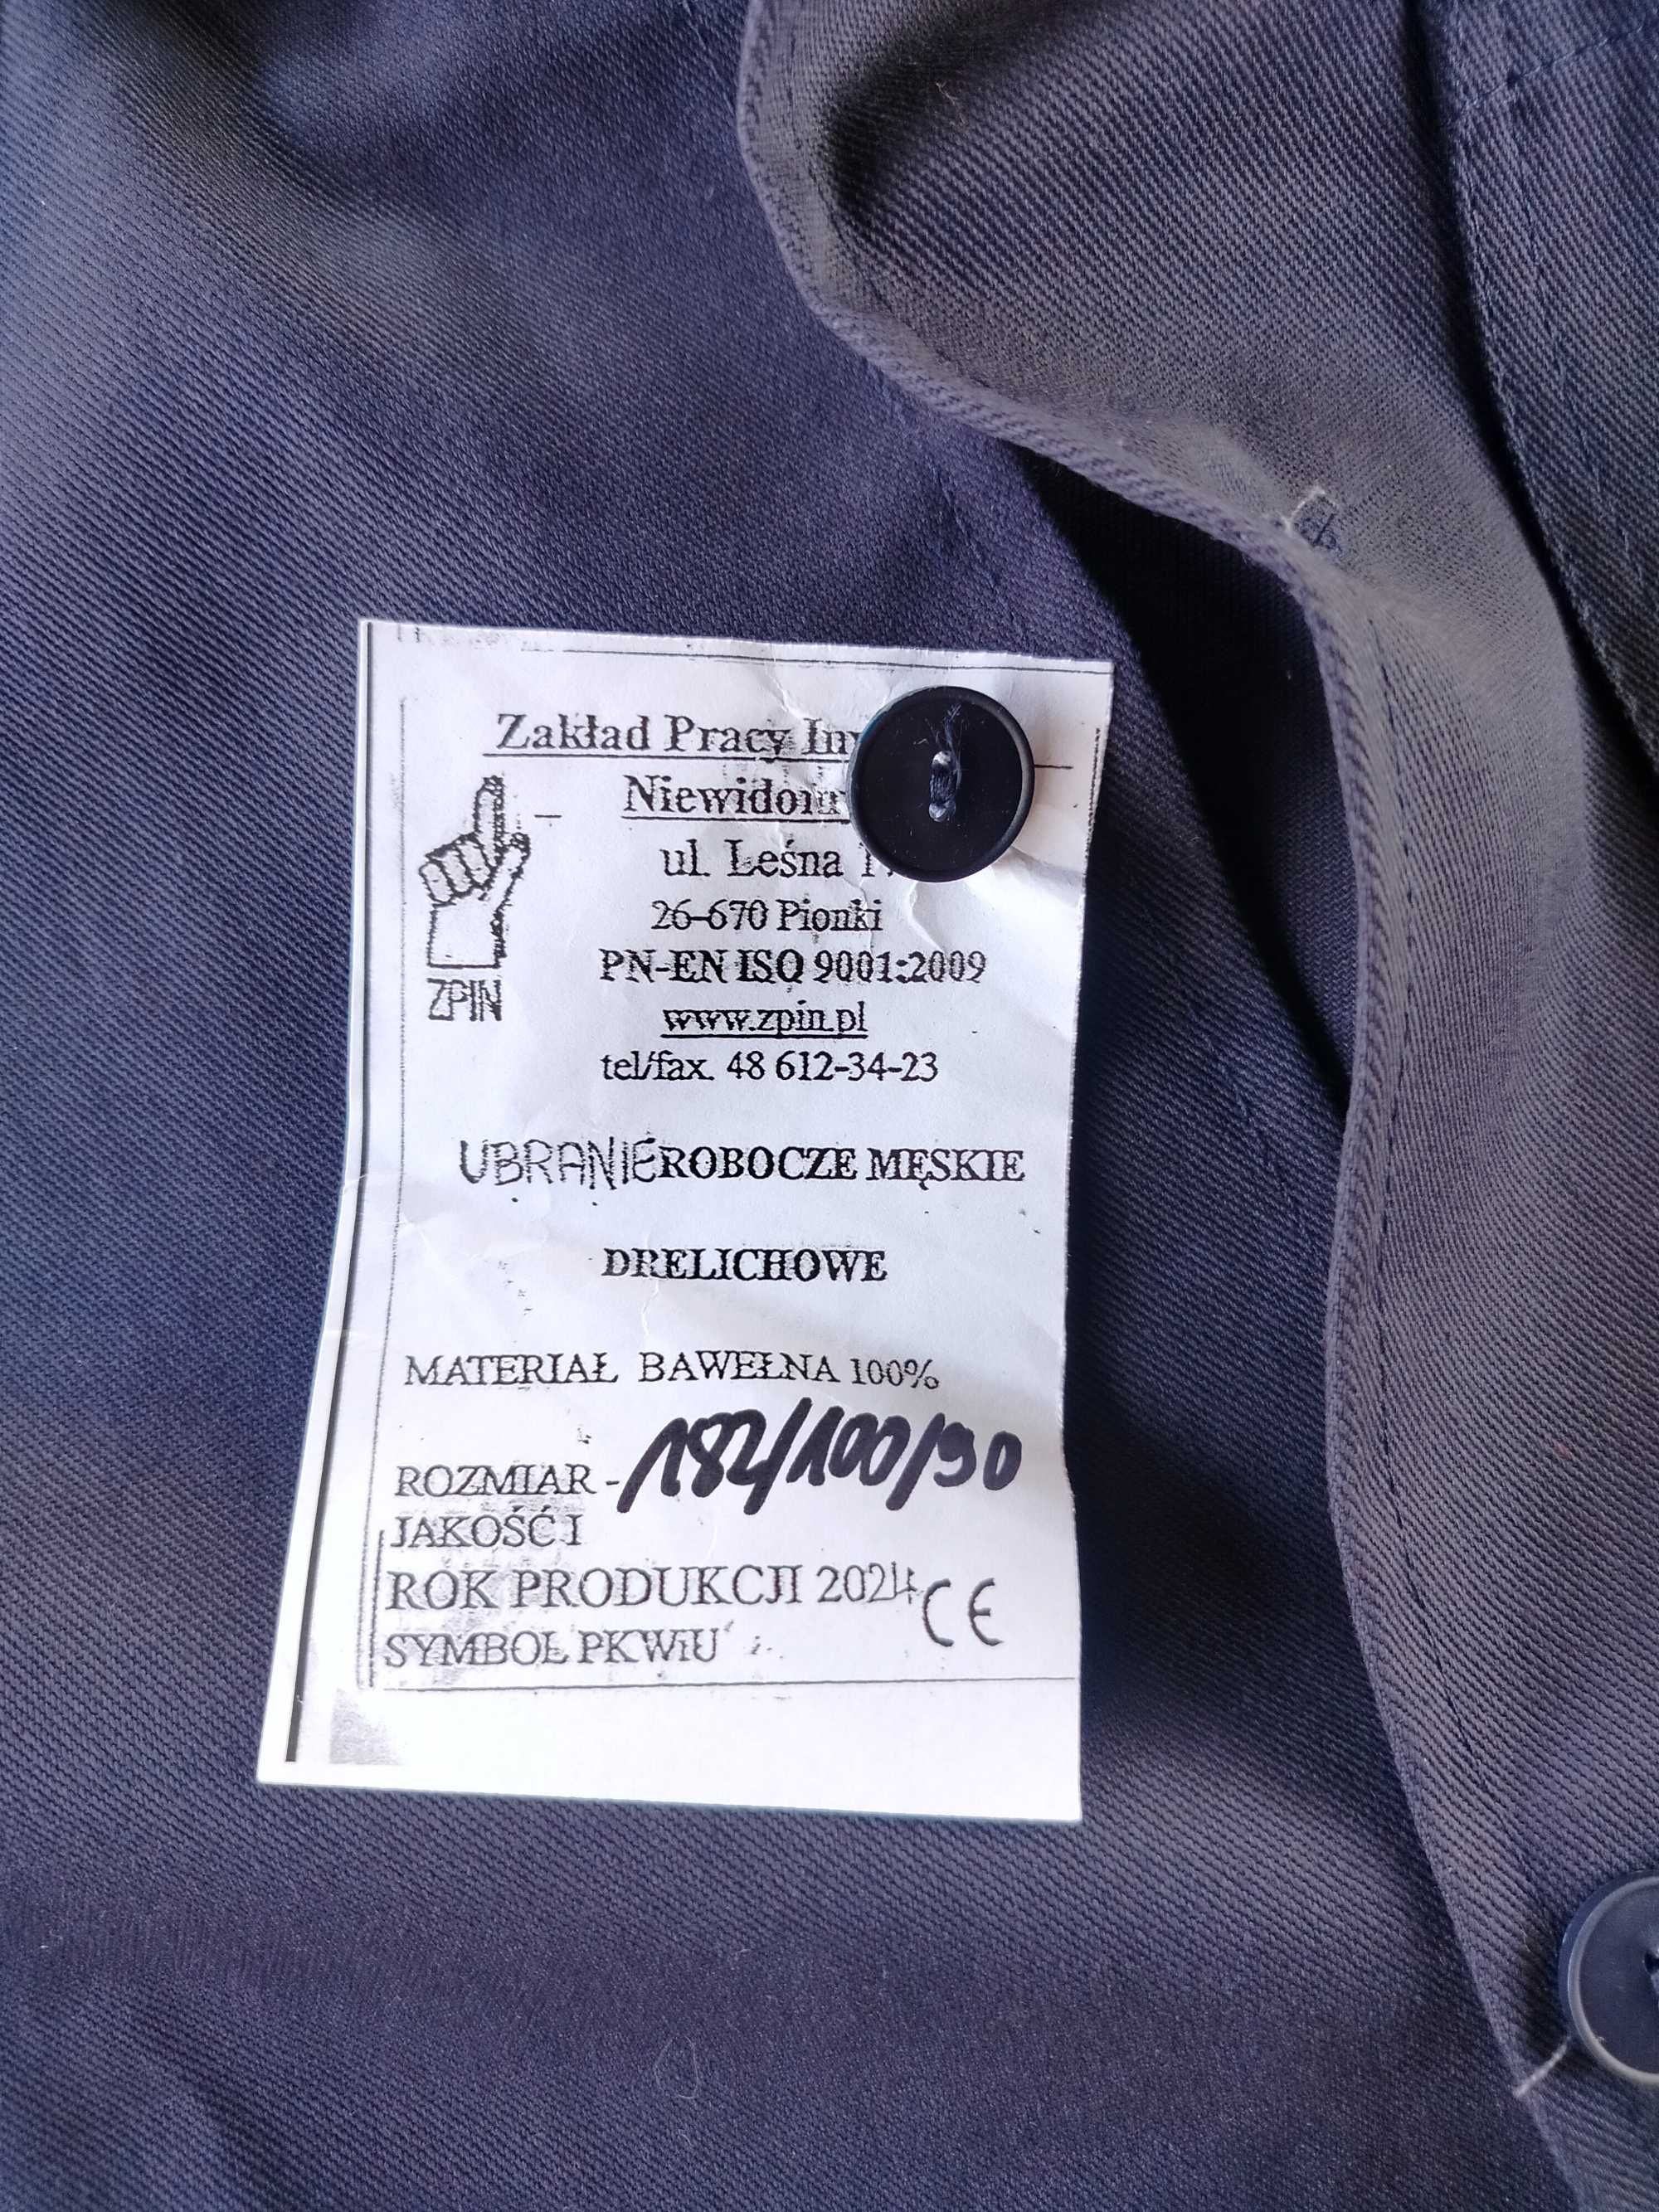 Zakład Pracy
ul. Leśna
26-670 Pionki
PN-EN ISO 9001:2009
www.zpin.pl
tel/fax. 48 612-34-23
ZPIN
UBRANIE ROBOCZE MĘSKIE
DRELICHOWE
MATERIAŁ BAWEŁNA 100%
ROZMIAR - 182/100/90
JAKOŚĆ I
ROK PRODUKCJI 2024 CE
SYMBOL PKWiU